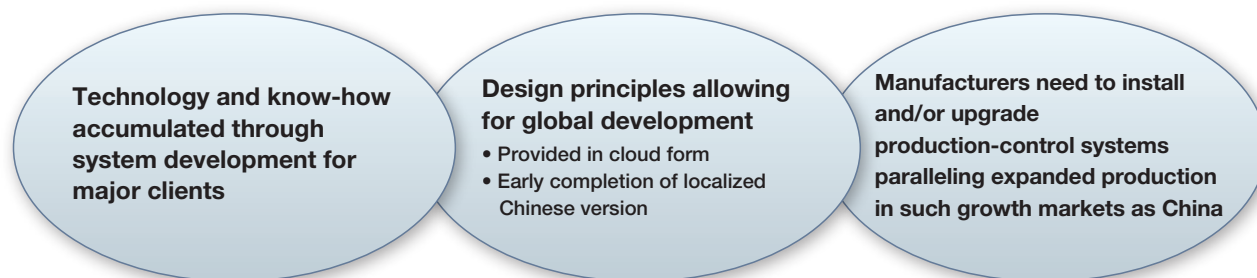 Technology and know-how
accumulated through
system development for
major clients
Design principles allowing
for global development
• Provided in cloud form
• Early completion of localized
Chinese version
Manufacturers need to install
and/or upgrade
production-control systems
paralleling expanded production
in such growth markets as China